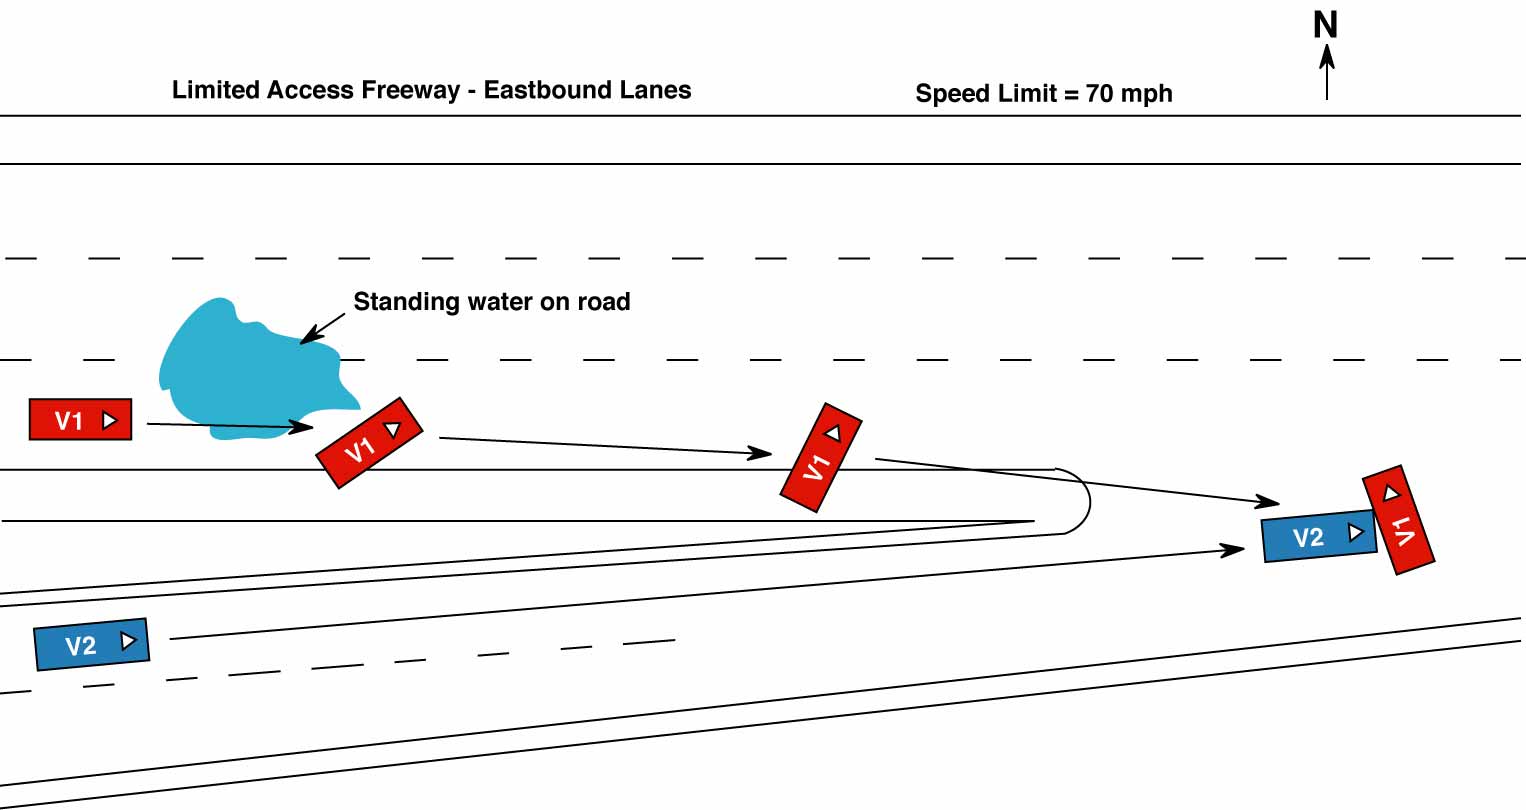 N
Limited Access Freeway - Eastbound Lanes
Speed Limit = 70 mph
Standing water on road
V1
V1
V1
V1
V2
V2